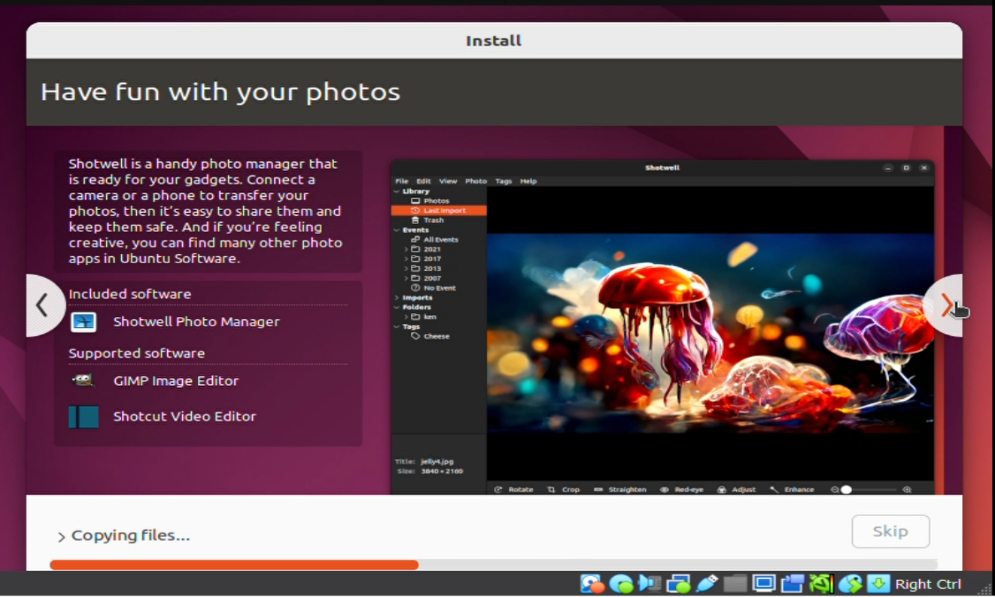 Install
Have fun with your photos
Shotwell is a handy photo manager that
is ready for your gadgets. Connect a
camera or a phone to transfer your
photos, then it's easy to share them and
keep them safe. And if you're feeling
creative, you can find many other photo
apps in Ubuntu Software.
Included software
Shotwell Photo Manager
Supported software
GIMP Image Editor
Shotcut Video Editor
Shotwell
File Edit View Photo Tags Help
Library
Photos
Last Import
Trash
Events
All Events
2021
2017
2013
2007
No Event
Imports
Folders
ken
Tags
Cheese
Title: jelly4.jpg
Size: 3840 × 2160
Rotate Crop Straighten Red-eye Adjust Enhance
Copying files...
Skip
Right Ctrl